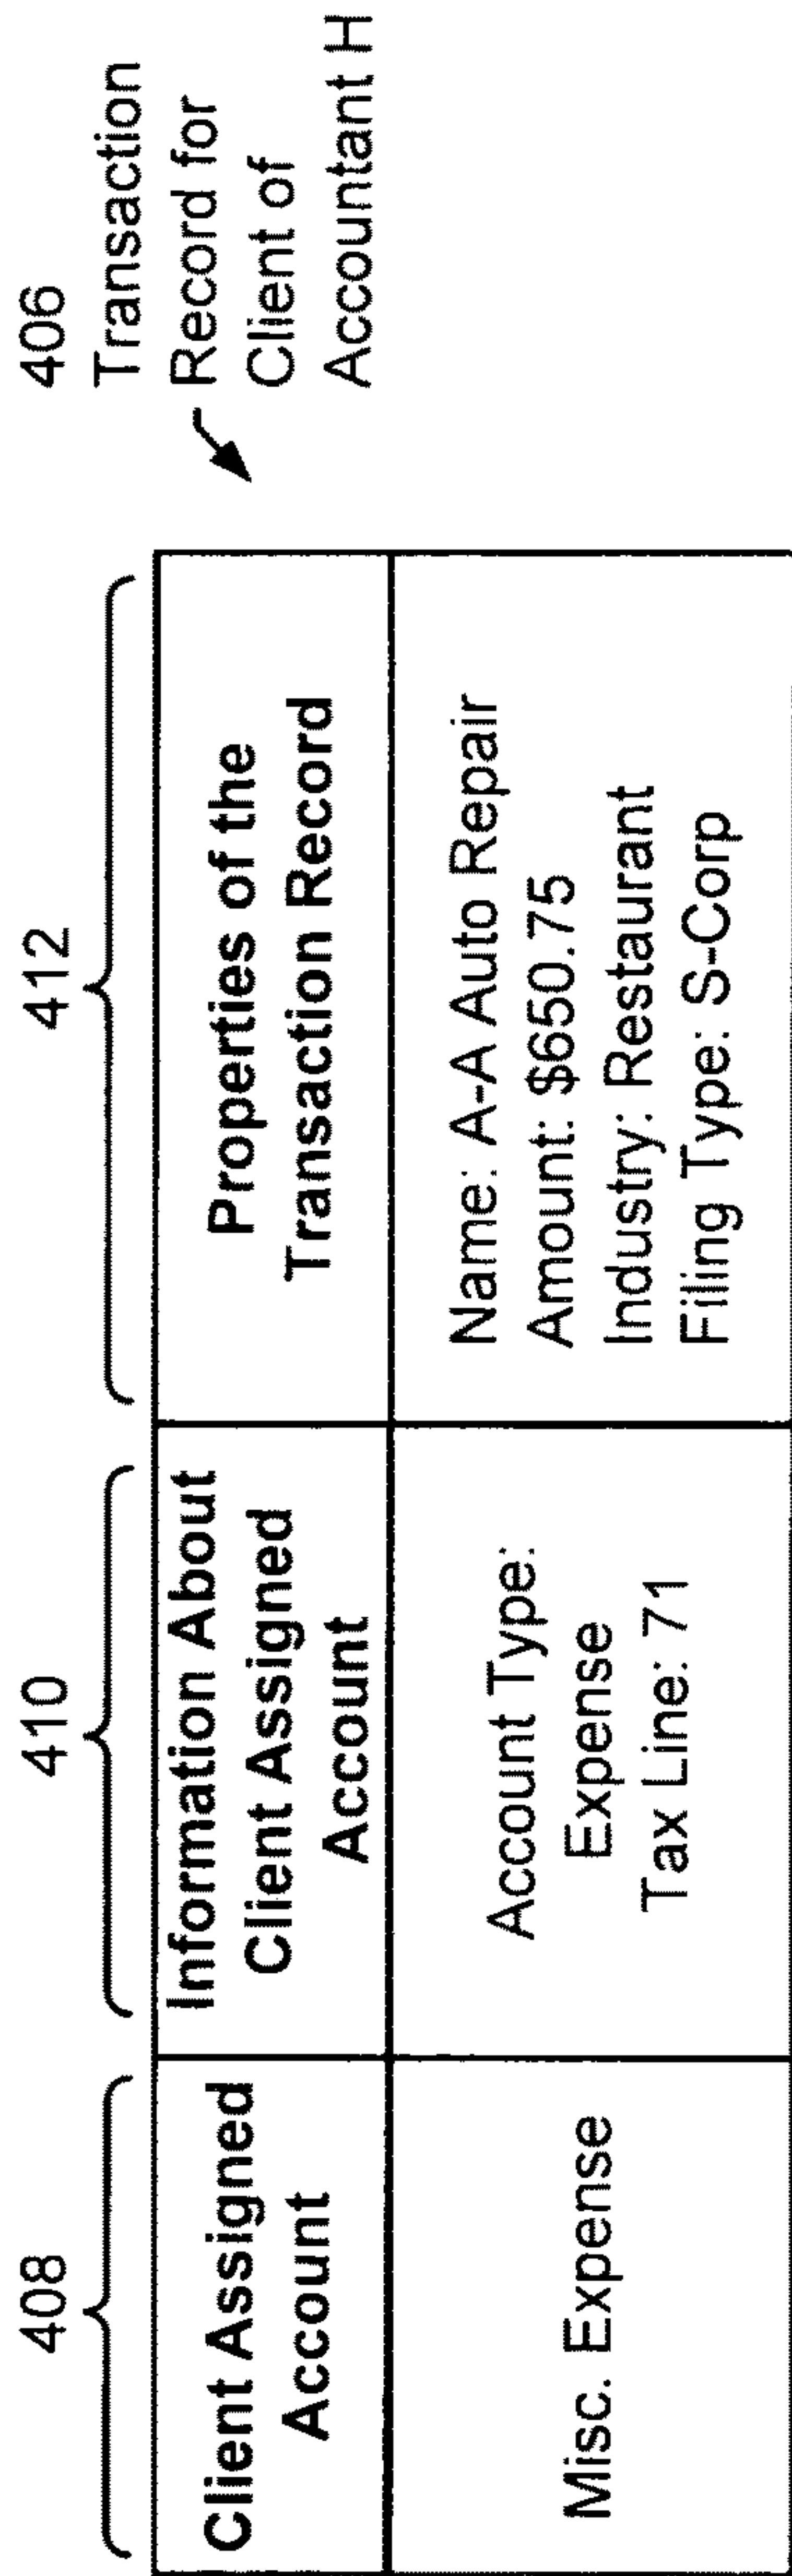 408
410
412
406
Transaction
Record for
Client of
Accountant H
Client Assigned
Account
Information About
Client Assigned
Account
Properties of the
Transaction Record
Misc. Expense
Account Type:
Expense
Tax Line: 71
Name: A-A Auto Repair
Amount: $650.75
Industry: Restaurant
Filing Type: S-Corp